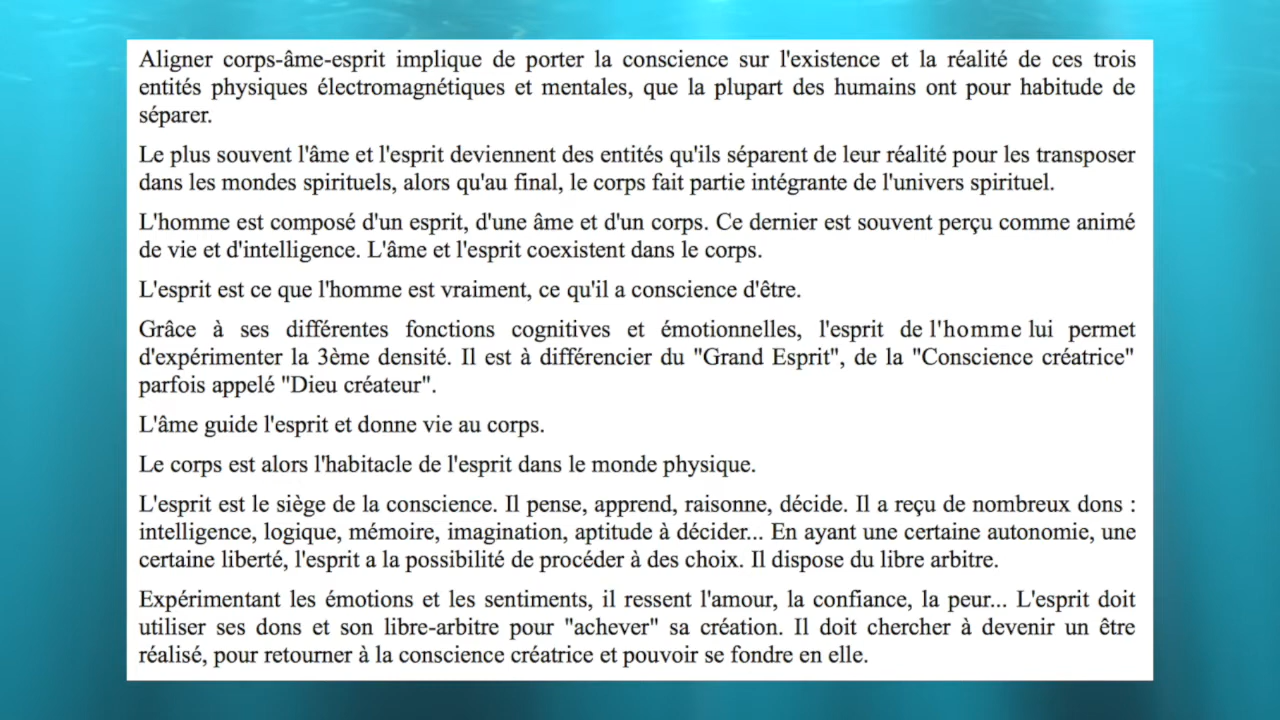 Aligner corps-âme-esprit implique de porter la conscience sur l'existence et la réalité de ces trois
entités physiques électromagnétiques et mentales, que la plupart des humains ont pour habitude de
séparer.
Le plus souvent l'âme et l'esprit deviennent des entités qu'ils séparent de leur réalité pour les transposer
dans les mondes spirituels, alors qu'au final, le corps fait partie intégrante de l'univers spirituel.
L'homme est composé d'un esprit, d'une âme et d'un corps. Ce dernier est souvent perçu comme animé
de vie et d'intelligence. L'âme et l'esprit coexistent dans le corps.
L'esprit est ce que l'homme est vraiment, ce qu'il a conscience d'être.
Grâce à ses différentes fonctions cognitives et émotionnelles, l'esprit de l'homme lui permet
d'expérimenter la 3ème densité. Il est à différencier du "Grand Esprit", de la "Conscience créatrice"
parfois appelé "Dieu créateur".
L'âme guide l'esprit et donne vie au corps.
Le corps est alors l'habitacle de l'esprit dans le monde physique.
L'esprit est le siège de la conscience. Il pense, apprend, raisonne, décide. Il a reçu de nombreux dons :
intelligence, logique, mémoire, imagination, aptitude à décider... En ayant une certaine autonomie, une
certaine liberté, l'esprit a la possibilité de procéder à des choix. Il dispose du libre arbitre.
Expérimentant les émotions et les sentiments, il ressent l'amour, la confiance, la peur... L'esprit doit
utiliser ses dons et son libre-arbitre pour "achever" sa création. Il doit chercher à devenir un être
réalisé, pour retourner à la conscience créatrice et pouvoir se fondre en elle.